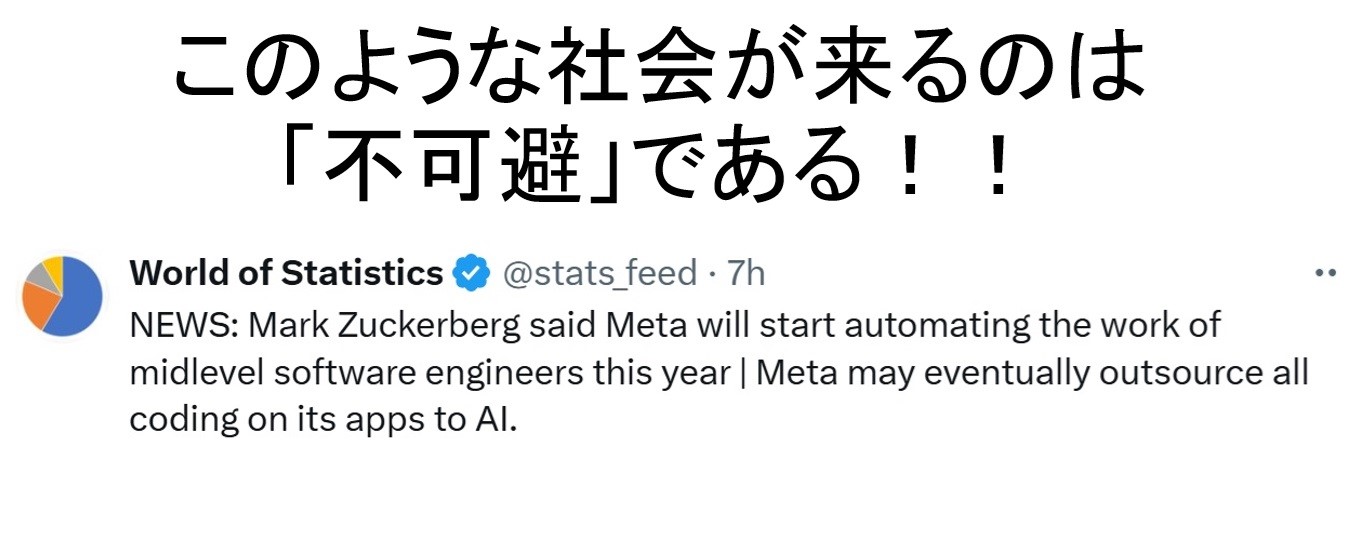 このような社会が来るのは
「不可避」である！！
World of Statistics @stats_feed · 7h
NEWS: Mark Zuckerberg said Meta will start automating the work of
midlevel software engineers this year | Meta may eventually outsource all
coding on its apps to AI.